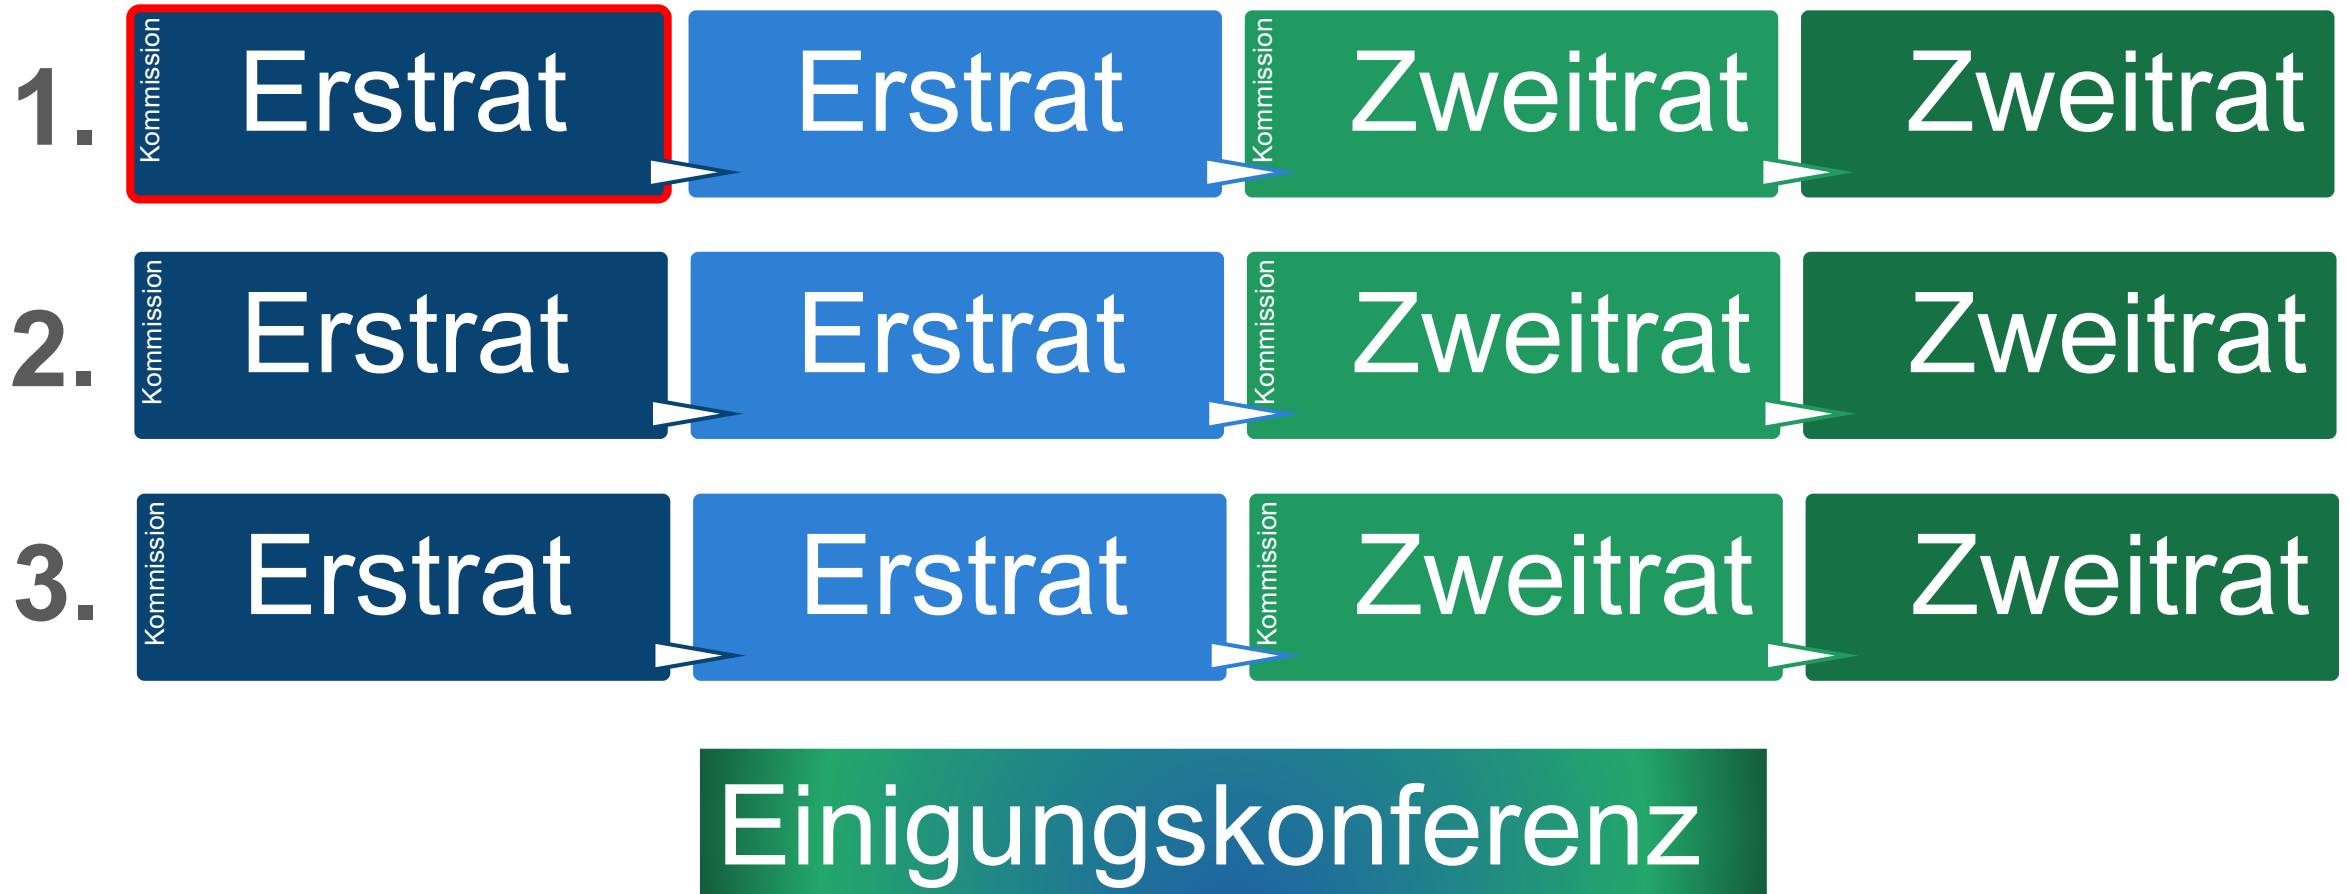 1. Kommission Erstrat Erstrat Kommission Zweitrat Zweitrat
2. Kommission Erstrat Erstrat Kommission Zweitrat Zweitrat
3. Kommission Erstrat Erstrat Kommission Zweitrat Zweitrat
Einigungskonferenz